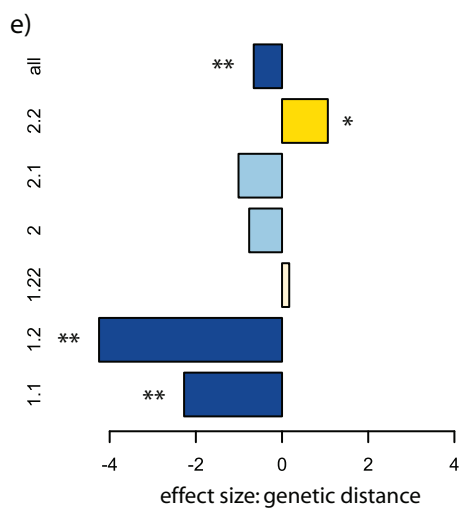 e)
all
**
2.2
*
2.1
2
1.22
1.2
**
1.1
**
-4 -2 0 2 4
effect size: genetic distance